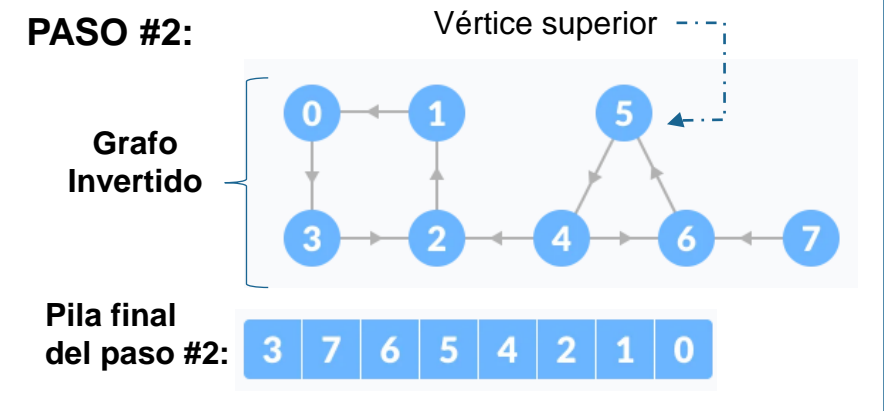 PASO #2:
Vértice superior
0 1 5
Grafo
Invertido
3 2 4 6 7
Pila final
del paso #2:
3 7 6 5 4 2 1 0